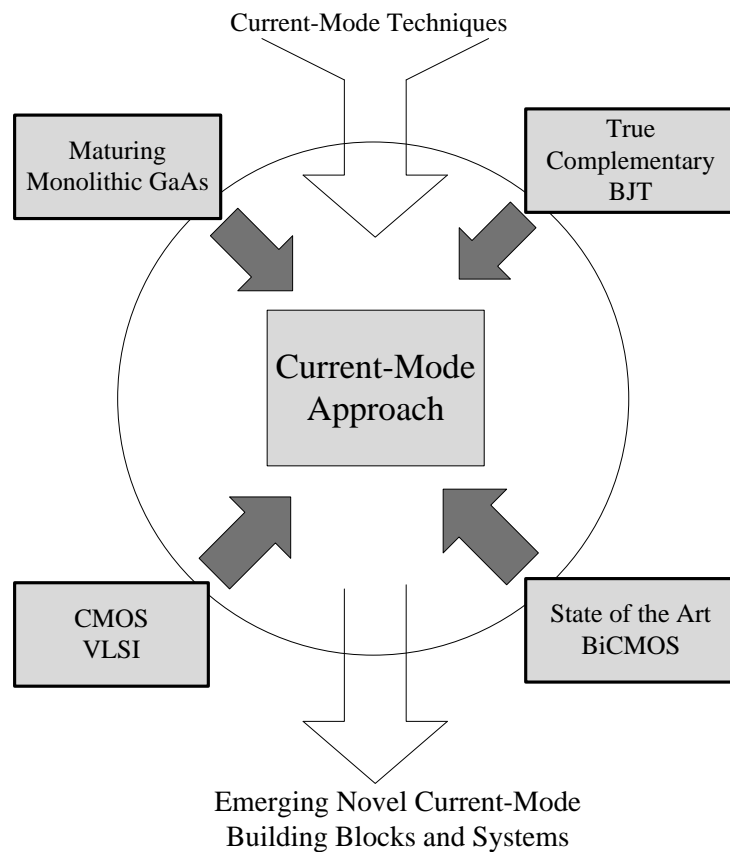 Current-Mode Techniques
Maturing
Monolithic GaAs
True
Complementary
BJT
Current-Mode
Approach
CMOS
VLSI
State of the Art
BiCMOS
Emerging Novel Current-Mode
Building Blocks and Systems